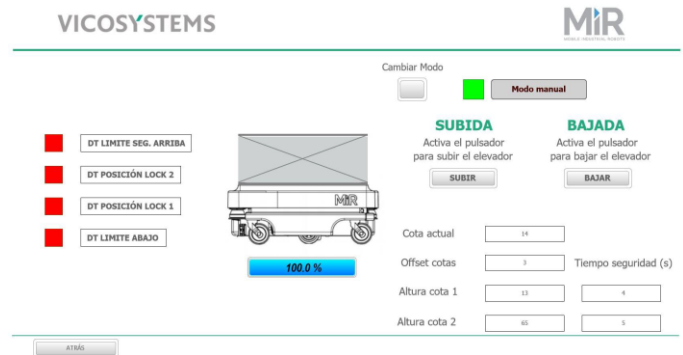 VICOSYSTEMS
MiR
MOBILE INDUSTRIAL ROBOTS
Cambiar Modo
Modo manual
SUBIDA
Activa el pulsador
para subir el elevador
SUBIR
BAJADA
Activa el pulsador
para bajar el elevador
BAJAR
DT LIMITE SEG. ARRIBA
DT POSICIÓN LOCK 2
DT POSICIÓN LOCK 1
DT LIMITE ABAJO
MiR
100.0 %
Cota actual 14
Offset cotas 3 Tiempo seguridad (s)
Altura cota 1 13 4
Altura cota 2 65 5
ATRÁS